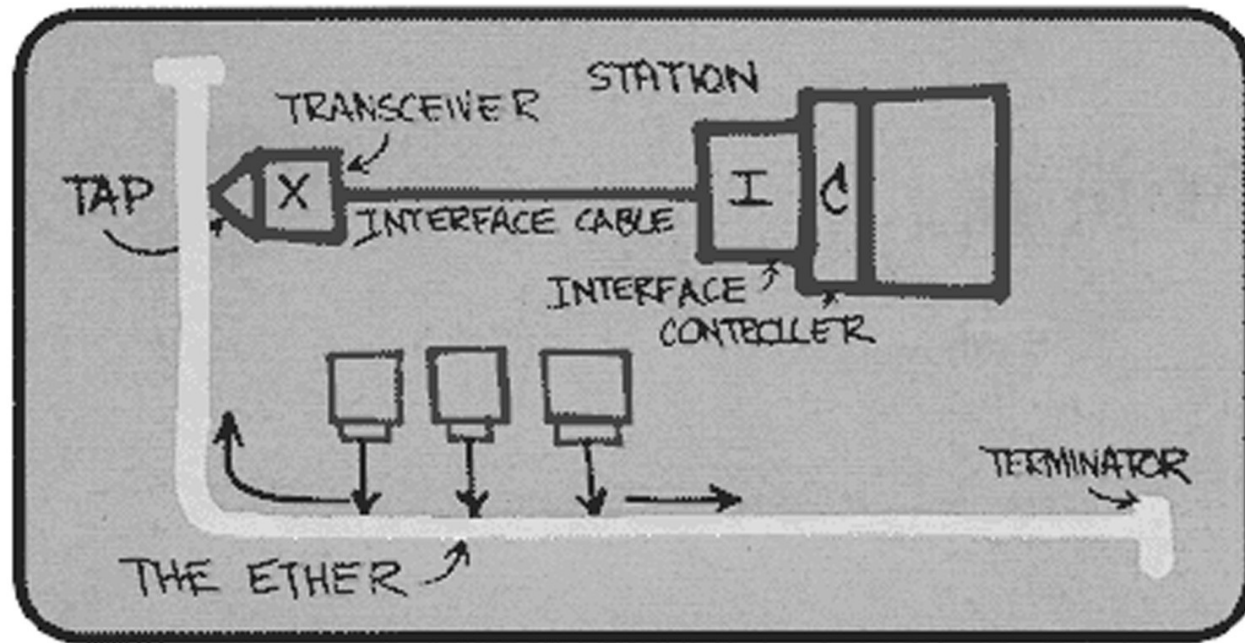 STATION
TRANSCEIVER
TAP
X
I
C
INTERFACE CABLE
INTERFACE
CONTROLLER
TERMINATOR
THE ETHER